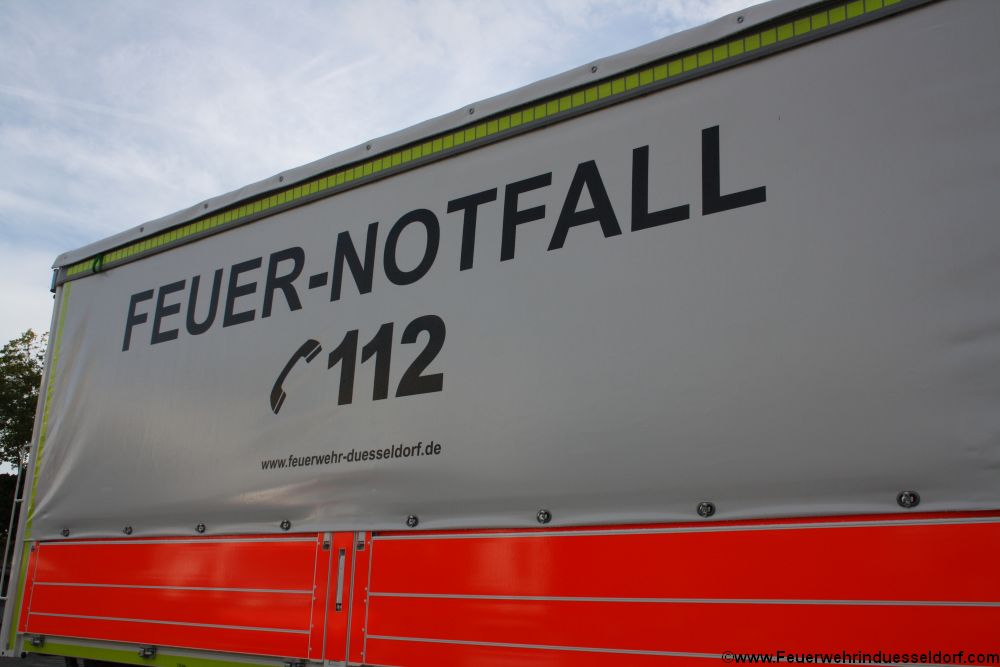 FEUER-NOTFALL
112
www.feuerwehr-duesseldorf.de
©www.Feuerwehrinduesseldorf.com